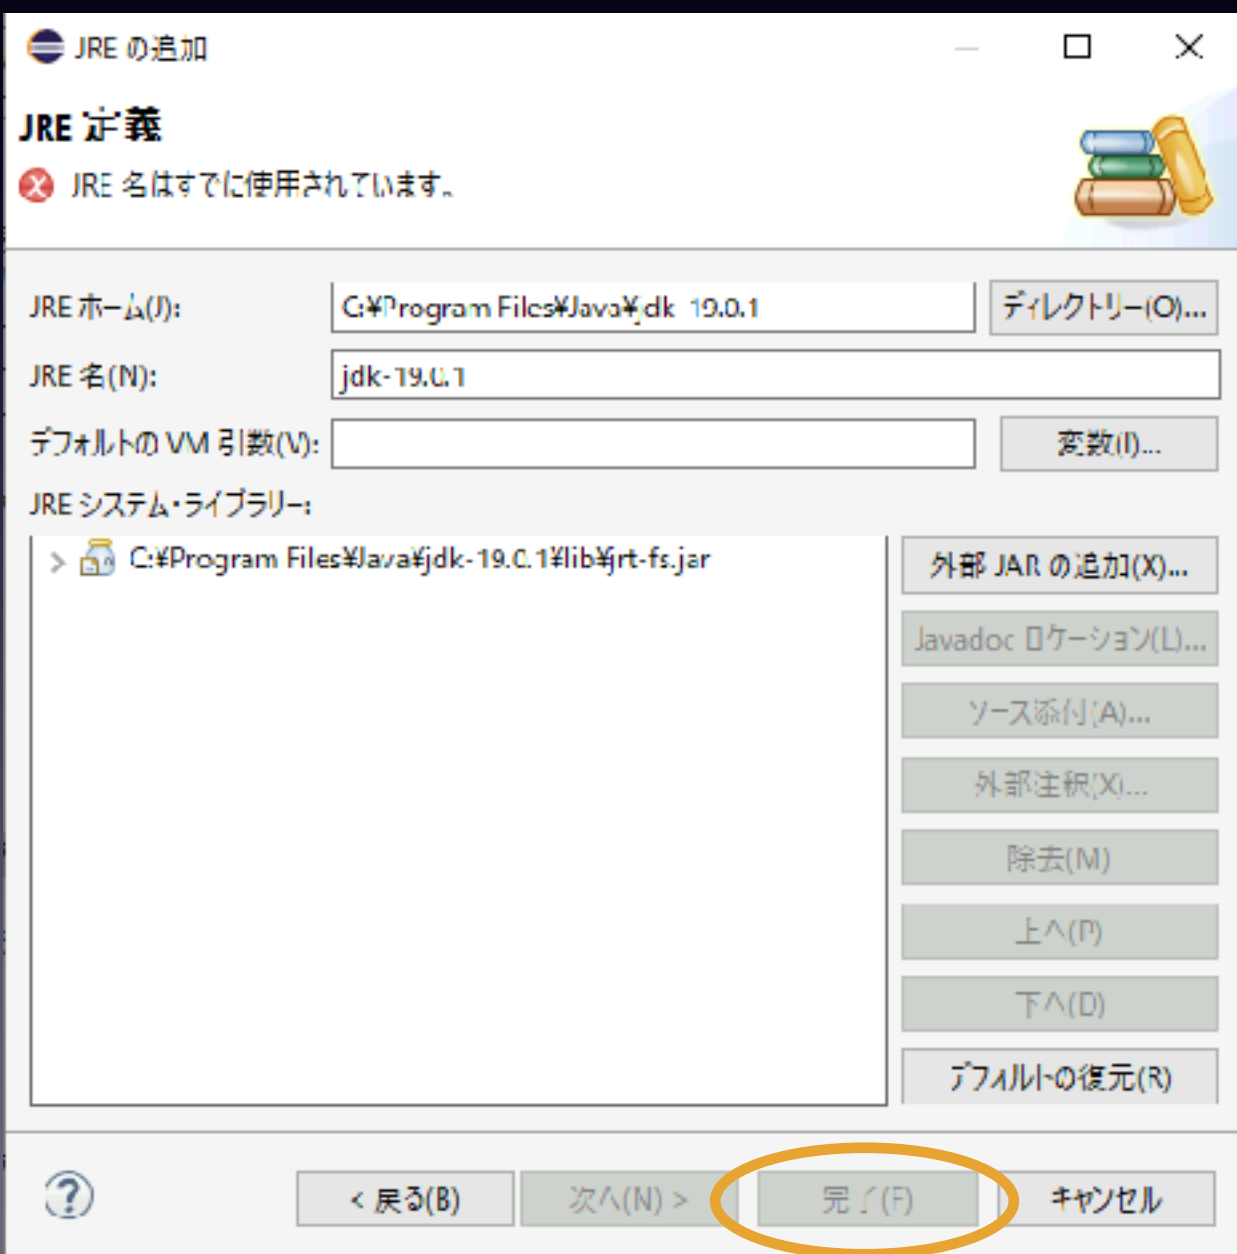 JRE の追加
JRE 定義
JRE 名はすでに使用されています。
JRE ホーム(J):
C:¥Program Files¥Java¥jdk-19.0.1
ディレクトリー(O)...
JRE 名(N):
jdk-19.0.1
デフォルトの VM 引数(V):
変数(I)...
JRE システム・ライブラリー:
C:¥Program Files¥Java¥jdk-19.0.1¥lib¥jrt-fs.jar
外部 JAR の追加(X)...
Javadoc ロケーション(L)...
ソース添付(A)...
外部注釈(X)...
除去(M)
上へ(P)
下へ(D)
デフォルトの復元(R)
?
< 戻る(B)
次へ(N) >
完了(F)
キャンセル